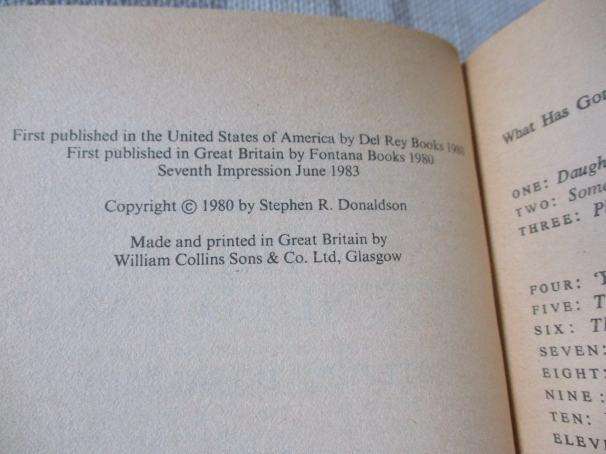 First published in the United States of America by Del Rey Books 1980
First published in Great Britain by Fontana Books 1980
Seventh Impression June 1983
Copyright © 1980 by Stephen R. Donaldson
Made and printed in Great Britain by
William Collins Sons & Co. Ltd, Glasgow
What Has
ONE:
TWO:
THREE:
FOUR:
FIVE:
SIX:
SEVEN:
EIGHT:
NINE:
TEN: